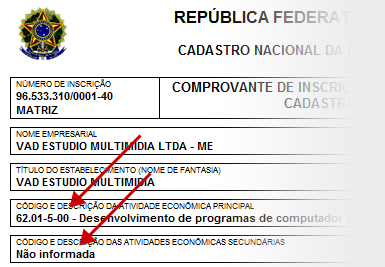 REPÚBLICA FEDERAT
CADASTRO NACIONAL DA
NÚMERO DE INSCRIÇÃO
96.533.310/0001-40
MATRIZ
COMPROVANTE DE INSCRIÇ
CADASTRA
NOME EMPRESARIAL
VAD ESTUDIO MULTIMIDIA LTDA - ME
TÍTULO DO ESTABELECIMENTO (NOME DE FANTASIA)
VAD ESTUDIO MULTIMIDIA
CÓDIGO E DESCRIÇÃO DA ATIVIDADE ECONÔMICA PRINCIPAL
62.01-5-00 - Desenvolvimento de programas de computador
CÓDIGO E DESCRIÇÃO DAS ATIVIDADES ECONÔMICAS SECUNDÁRIAS
Não informada